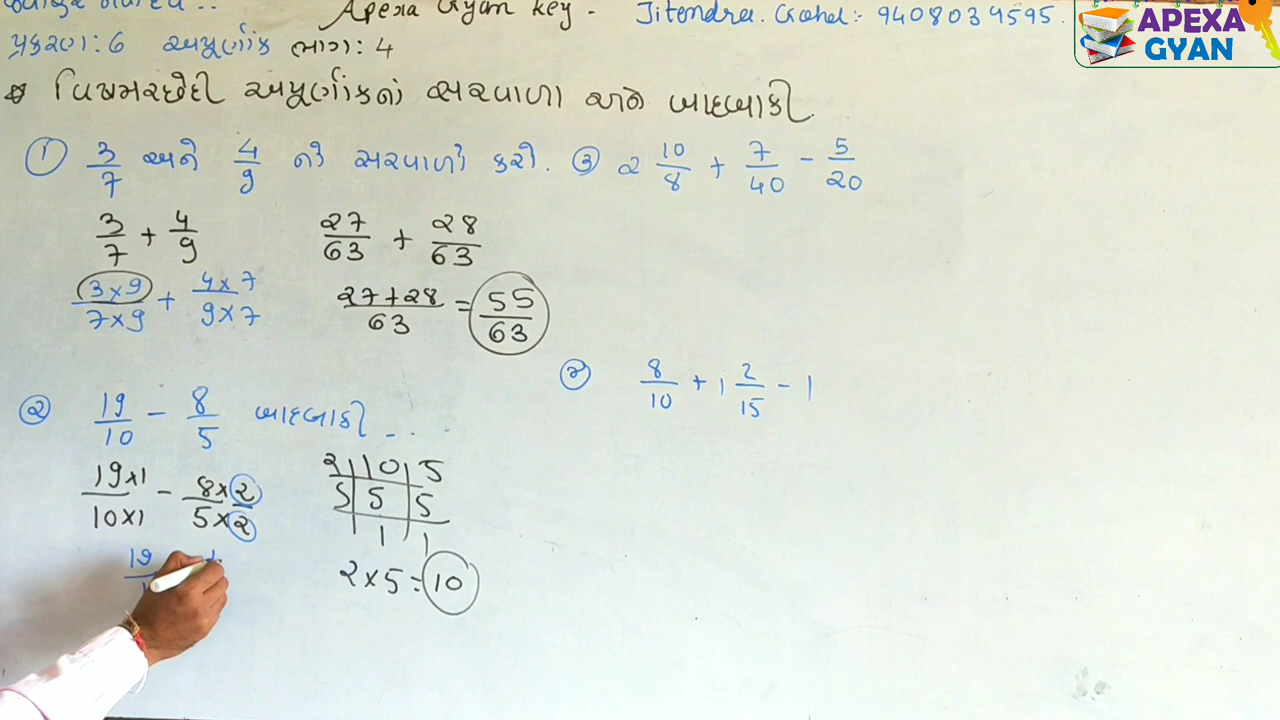 Apexa Gyan Key - Jitendra. Gohel:- 9408034595.
APEXA
GYAN
પ્રકરણ: 6 અપૂર્ણાંક ભાગ: 4
વિષમચ્છેદી અપૂર્ણાંકનાં સરવાળા અને બાદબાકી.
① 3/7 અને 4/9 નો સરવાળો કરો.
3/7 + 4/9
(3×9)/(7×9) + (4×7)/(9×7)
27/63 + 28/63
(27+28)/63 = 55/63
② 19/10 - 8/5 બાદબાકી...
(19×1)/(10×1) - (8×2)/(5×2)
19
2 | 10 | 5
5 | 5 | 5
1 | 1
2×5=10
③ 2 10/8 + 7/40 - 5/20
④ 8/10 + 1 2/15 - 1